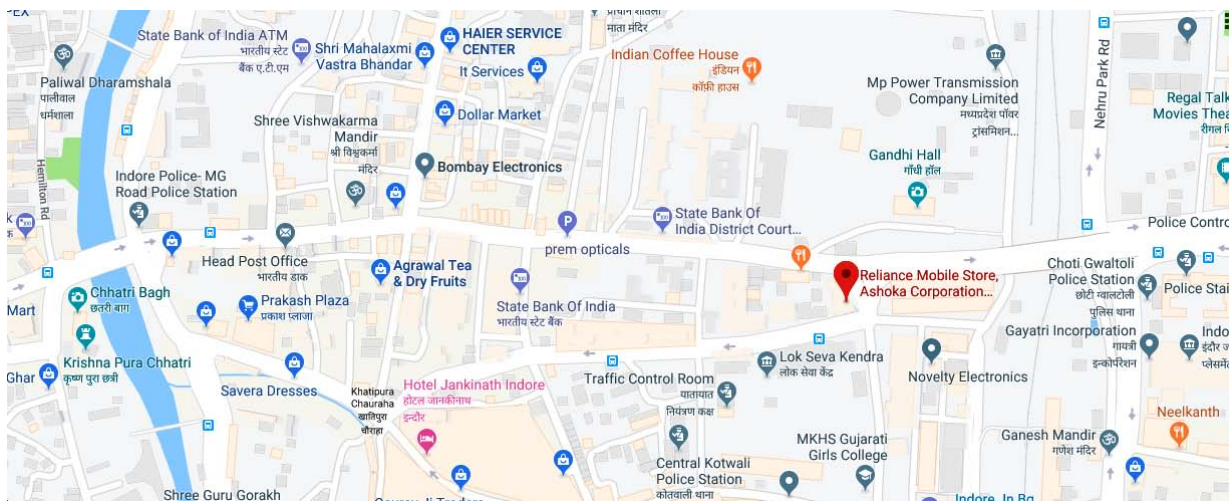 State Bank of India ATM
भारतीय स्टेट
बैंक ए.टी.एम
HAIER SERVICE
CENTER
Shri Mahalaxmi
Vastra Bhandar
It Services
माता मंदिर
Indian Coffee House
इंडियन
कॉफ़ी हाउस
Mp Power Transmission
Company Limited
मध्यप्रदेश पॉवर
ट्रांसमिशन...
Nehru Park Rd
Regal Talk
Movies Thea
Paliwal Dharamshala
पालीवाल
धर्मशाला
Dollar Market
Shree Vishwakarma
Mandir
श्री विश्वकर्मा
मंदिर
Bombay Electronics
Gandhi Hall
गाँधी हॉल
Hemilton Rd
Indore Police- MG
Road Police Station
State Bank Of
India District Court...
prem opticals
Police Contro
Head Post Office
भारतीय डाक
Agrawal Tea
& Dry Fruits
Reliance Mobile Store,
Ashoka Corporation...
Choti Gwaltoli
Police Station
छोटी ग्वालटोली
पुलिस थाना
Police Stai
Mart
Chhatri Bagh
छतरी बाग
Prakash Plaza
प्रकाश प्लाजा
State Bank Of India
भारतीय स्टेट बैंक
Gayatri Incorporation
गायत्री
इन्कोपोरेशन
Indo
इंदौर ज
प्लेसमे
Krishna Pura Chhatri
कृष्ण पुरा छत्री
Ghar
Savera Dresses
Khatipura
Chauraha
खातिपुरा
चौराहा
Hotel Jankinath Indore
होटल जानकीनाथ
इन्दौर
Lok Seva Kendra
लोक सेवा केंद्र
Traffic Control Room
यातायात
नियंत्रण कक्ष
Novelty Electronics
Neelkanth
MKHS Gujarati
Girls College
Ganesh Mandir
गणेश मंदिर
Central Kotwali
Police Station
कोतवाली थाना
Shree Guru Gorakh